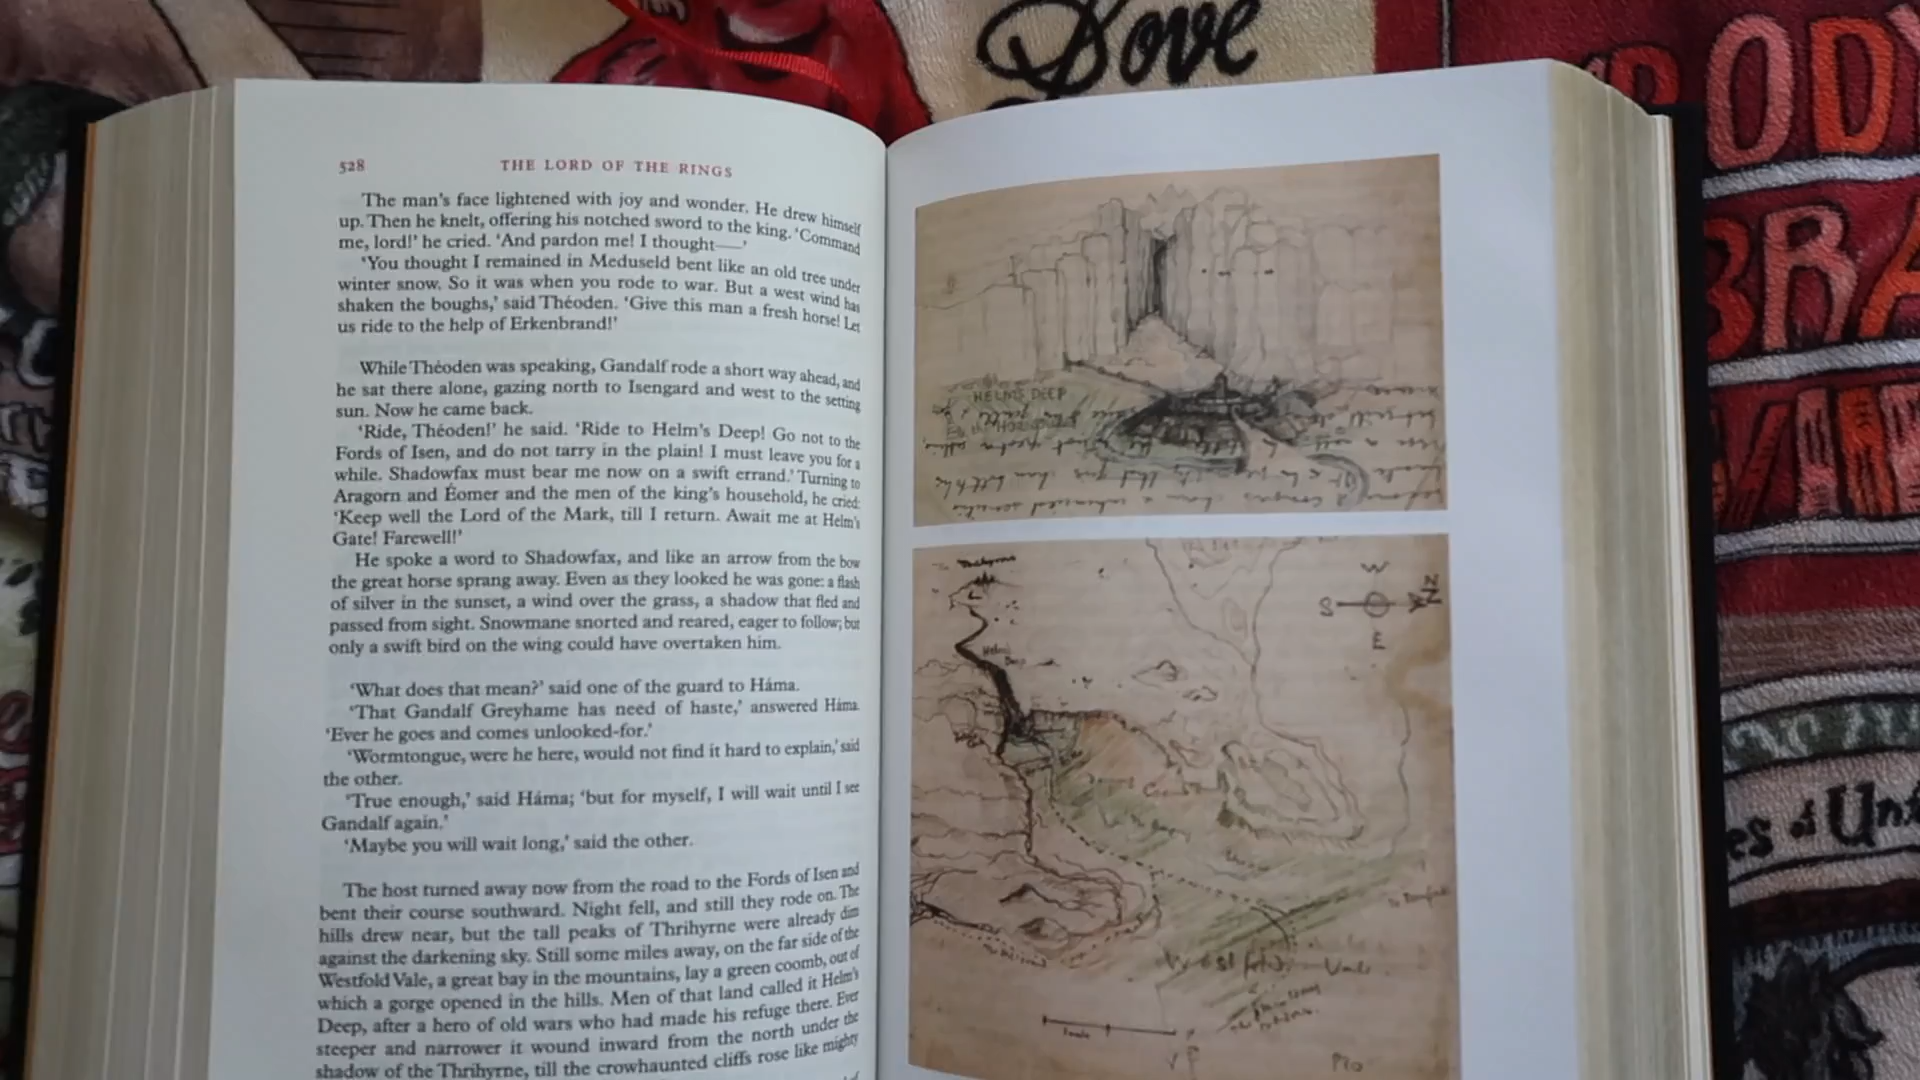 Love
BODY
BRA
528
THE LORD OF THE RINGS
The man's face lightened with joy and wonder. He drew himself
up. Then he knelt, offering his notched sword to the king. 'Command
me, lord!' he cried. 'And pardon me! I thought——'
'You thought I remained in Meduseld bent like an old tree under
winter snow. So it was when you rode to war. But a west wind has
shaken the boughs,' said Théoden. 'Give this man a fresh horse! Let
us ride to the help of Erkenbrand!'
While Théoden was speaking, Gandalf rode a short way ahead, and
he sat there alone, gazing north to Isengard and west to the setting
sun. Now he came back.
'Ride, Théoden!' he said. 'Ride to Helm's Deep! Go not to the
Fords of Isen, and do not tarry in the plain! I must leave you for a
while. Shadowfax must bear me now on a swift errand.' Turning to
Aragorn and Éomer and the men of the king's household, he cried:
'Keep well the Lord of the Mark, till I return. Await me at Helm's
Gate! Farewell!'
He spoke a word to Shadowfax, and like an arrow from the bow
the great horse sprang away. Even as they looked he was gone: a flash
of silver in the sunset, a wind over the grass, a shadow that fled and
passed from sight. Snowmane snorted and reared, eager to follow; but
only a swift bird on the wing could have overtaken him.
'What does that mean?' said one of the guard to Háma.
'That Gandalf Greyhame has need of haste,' answered Háma.
'Ever he goes and comes unlooked-for.'
'Wormtongue, were he here, would not find it hard to explain,' said
the other.
'True enough,' said Háma; 'but for myself, I will wait until I see
Gandalf again.'
'Maybe you will wait long,' said the other.
The host turned away now from the road to the Fords of Isen and
bent their course southward. Night fell, and still they rode on. The
hills drew near, but the tall peaks of Thrihyrne were already dim
against the darkening sky. Still some miles away, on the far side of the
Westfold Vale, a great bay in the mountains, lay a green coomb, out of
which a gorge opened in the hills. Men of that land called it Helm's
Deep, after a hero of old wars who had made his refuge there. Ever
steeper and narrower it wound inward from the north under the
shadow of the Thrihyrne, till the crowhaunted cliffs rose like mighty
HELM'S DEEP
& the Hornburg
W
S N
E
Helm's
Deep
Westfold Vale
Scale